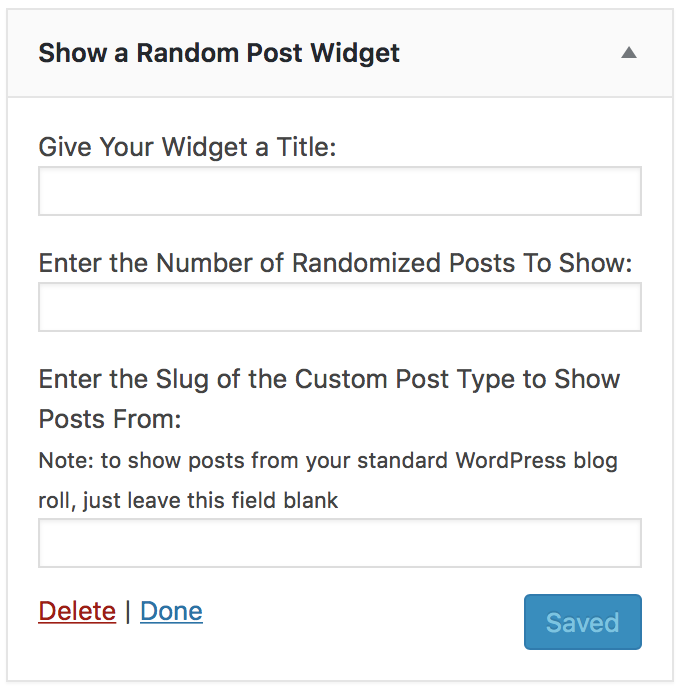 Show a Random Post Widget
Give Your Widget a Title:
Enter the Number of Randomized Posts To Show:
Enter the Slug of the Custom Post Type to Show
Posts From:
Note: to show posts from your standard WordPress blog
roll, just leave this field blank
Delete | Done
Saved